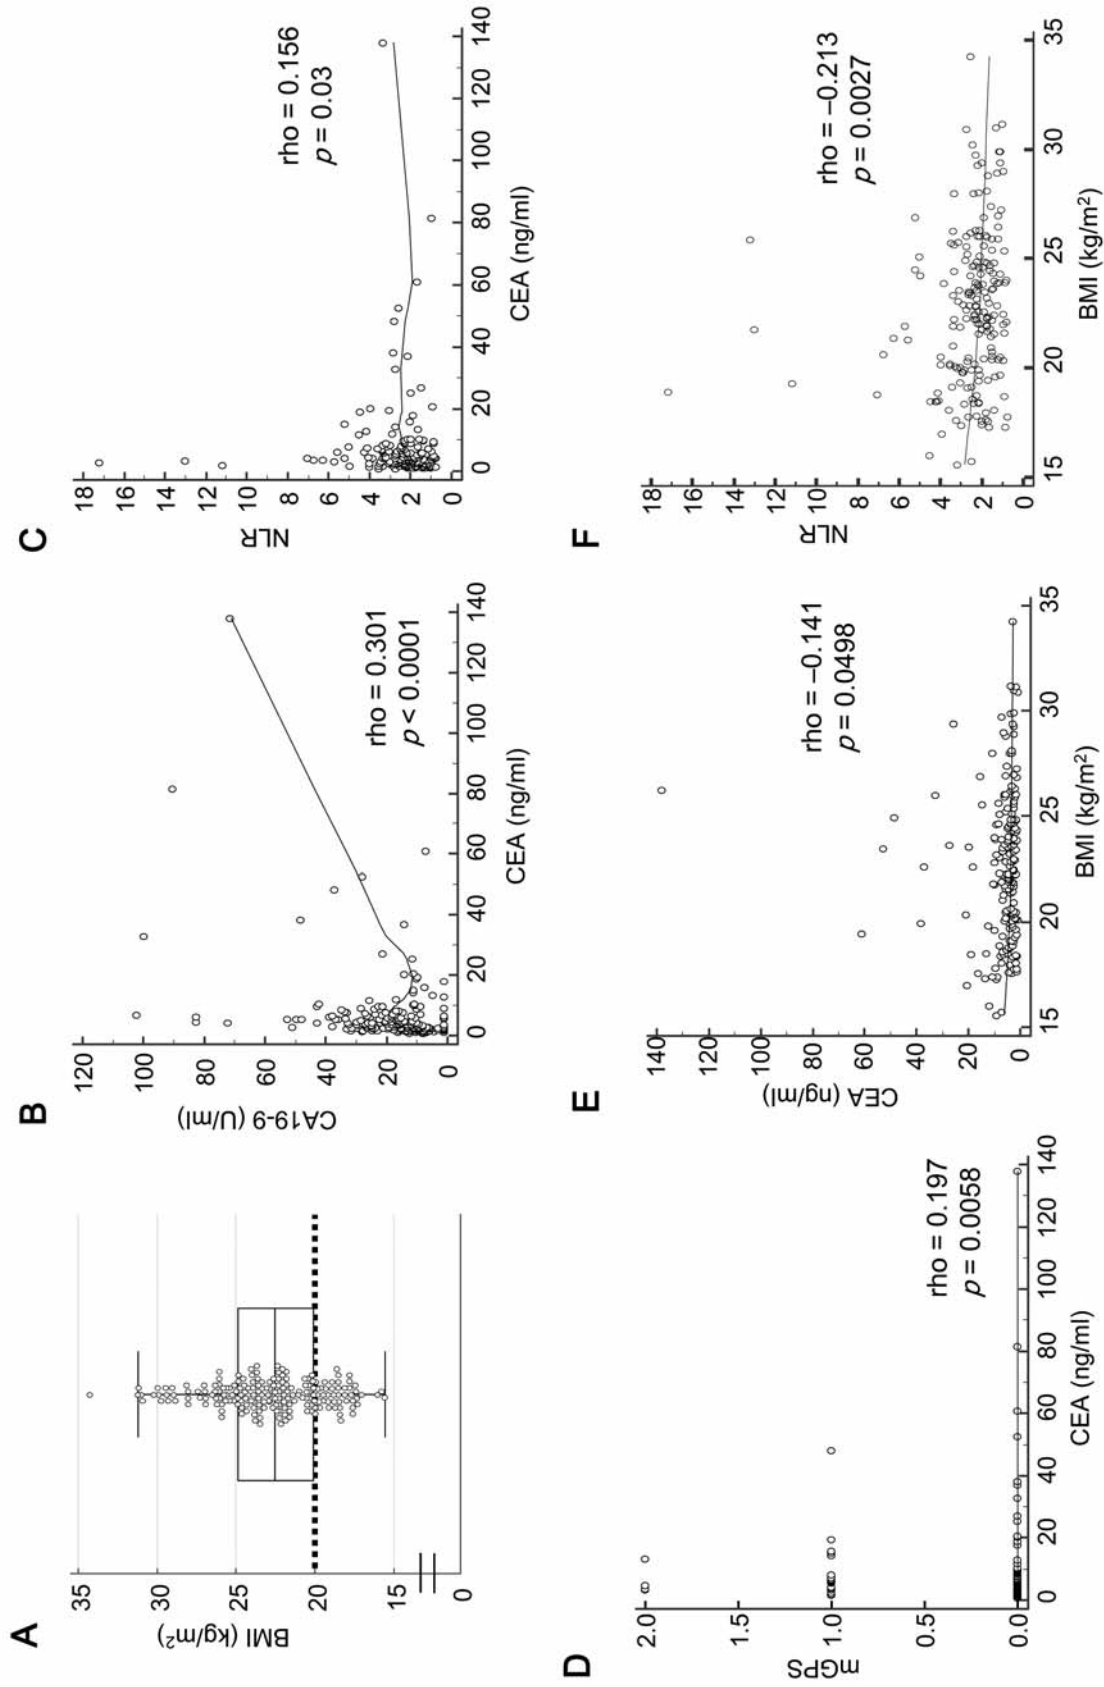 A
BMI (kg/m²)
35
30
25
20
15
0
B
CA19-9 (U/ml)
120
100
80
60
40
20
0
rho = 0.301
p < 0.0001
0
20
40
60
80
100
120
140
CEA (ng/ml)
C
NLR
18
16
14
12
10
8
6
4
2
0
rho = 0.156
p = 0.03
0
20
40
60
80
100
120
140
CEA (ng/ml)
D
mGPS
2.0
1.5
1.0
0.5
0.0
rho = 0.197
p = 0.0058
0
20
40
60
80
100
120
140
CEA (ng/ml)
E
CEA (ng/ml)
140
120
100
80
60
40
20
0
rho = –0.141
p = 0.0498
15
20
25
30
35
BMI (kg/m²)
F
NLR
18
16
14
12
10
8
6
4
2
0
rho = –0.213
p = 0.0027
15
20
25
30
35
BMI (kg/m²)